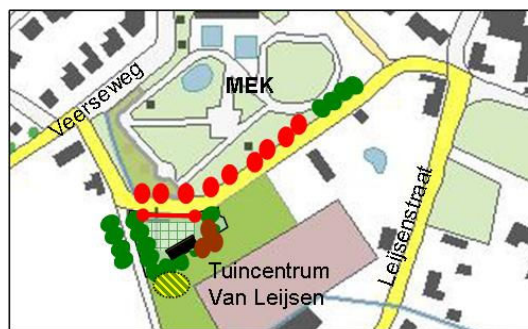 MEK
Veerseweg
Leijsenstraat
Tuincentrum
Van Leijsen